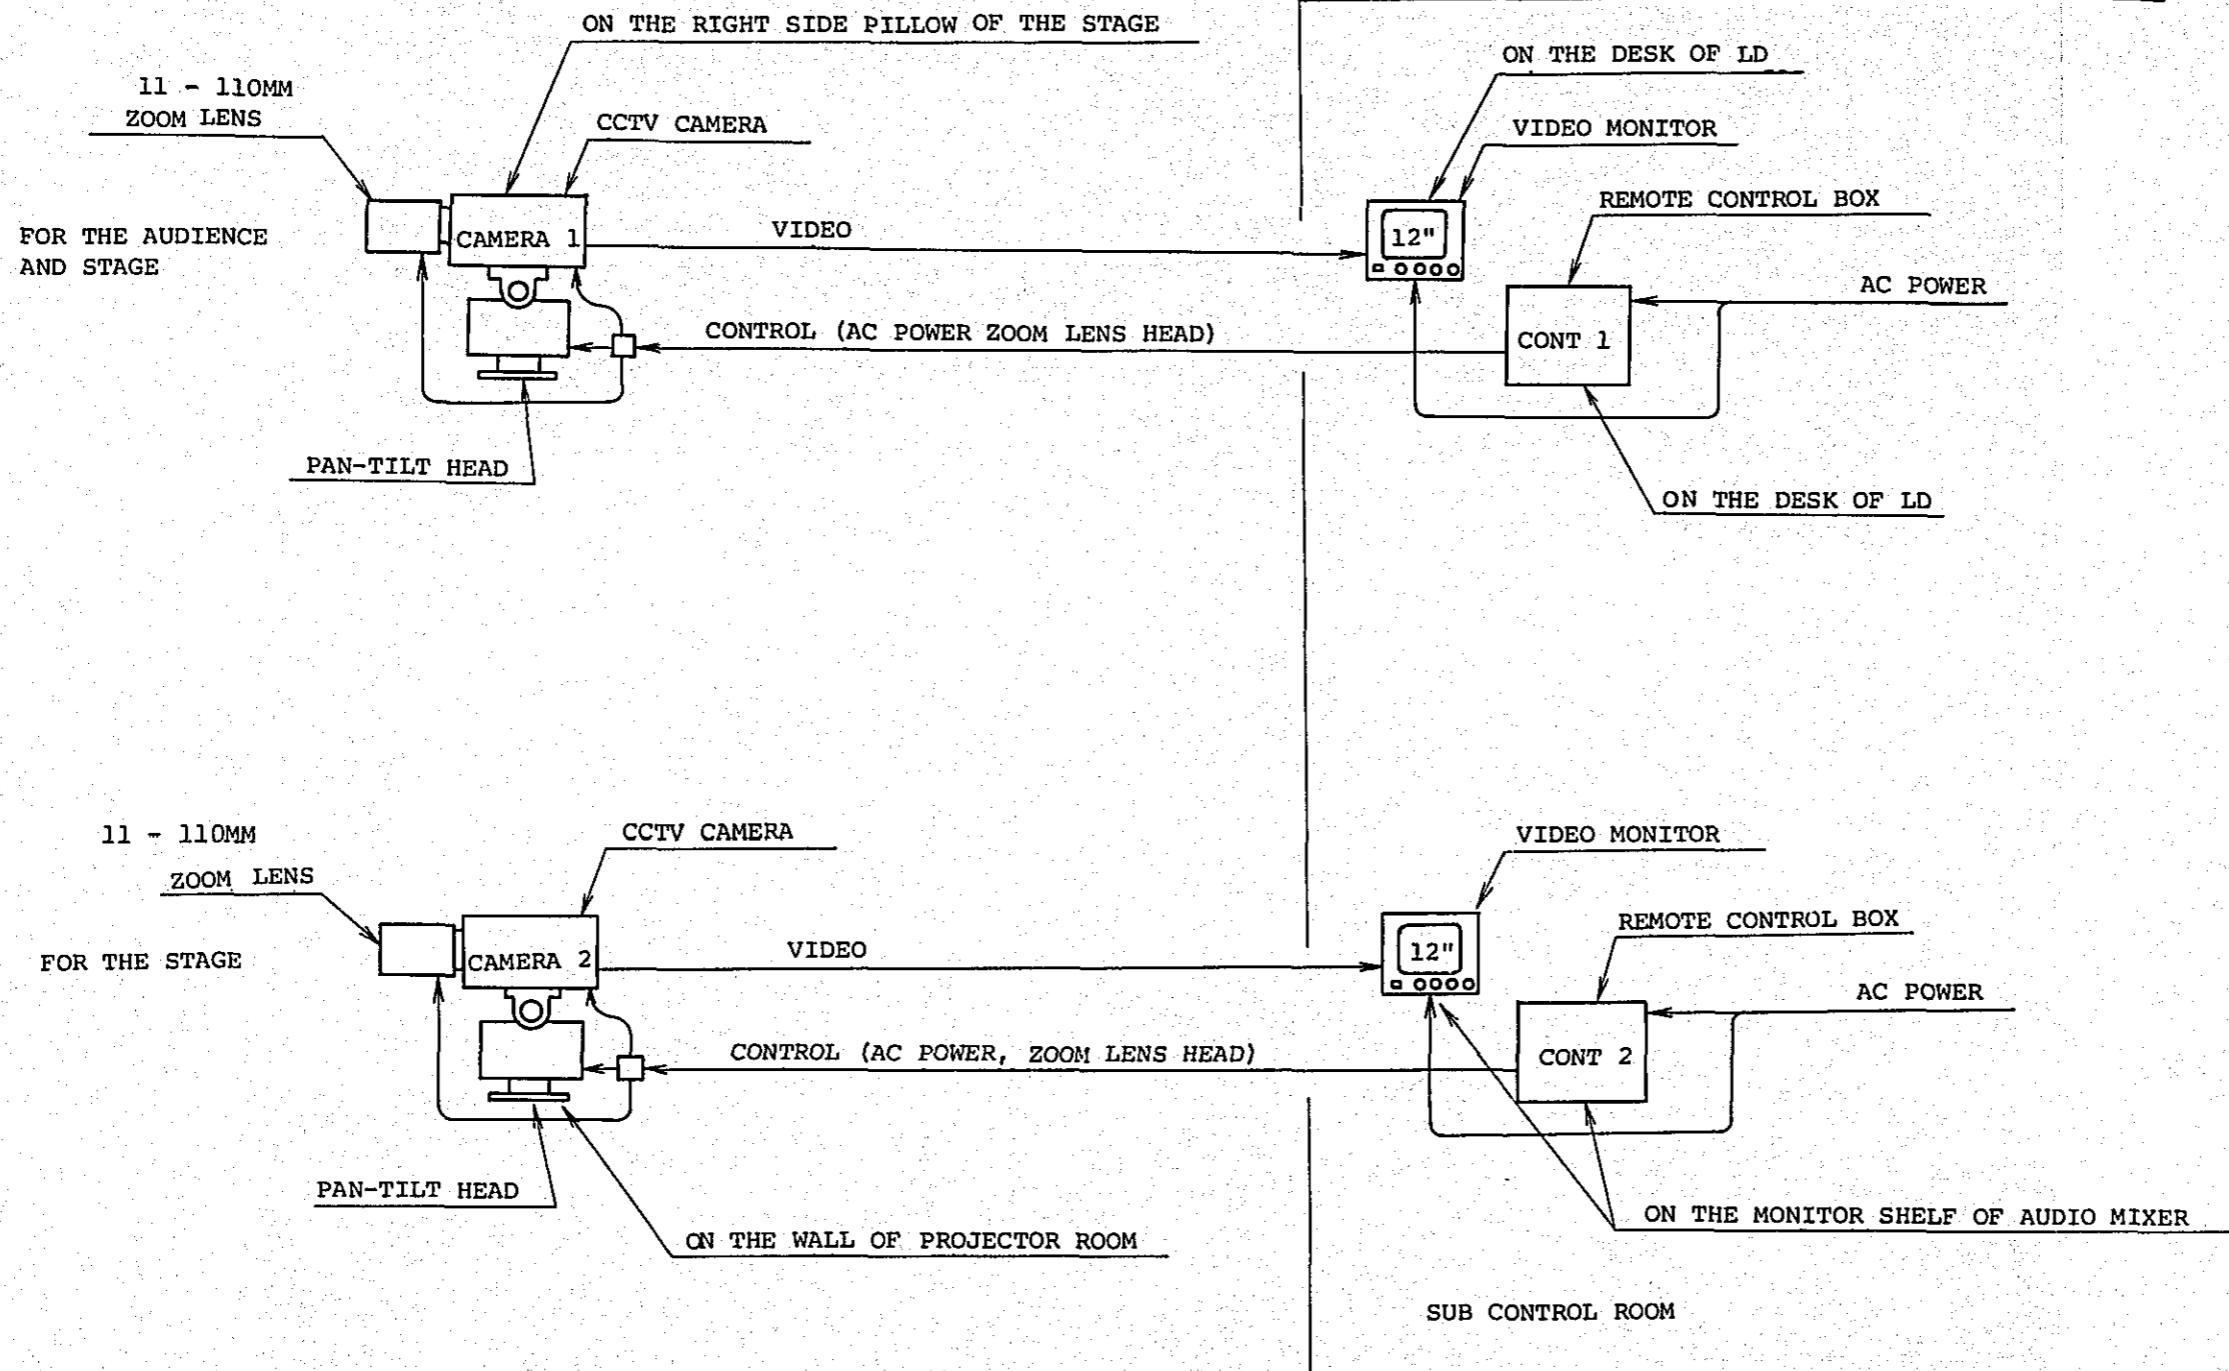 ON THE RIGHT SIDE PILLOW OF THE STAGE
ON THE DESK OF LD
11 - 110MM
ZOOM LENS
CCTV CAMERA
VIDEO MONITOR
REMOTE CONTROL BOX
FOR THE AUDIENCE
AND STAGE
CAMERA 1
VIDEO
12"
AC POWER
CONTROL (AC POWER ZOOM LENS HEAD)
CONT 1
PAN-TILT HEAD
ON THE DESK OF LD
11 - 110MM
ZOOM LENS
CCTV CAMERA
VIDEO MONITOR
REMOTE CONTROL BOX
FOR THE STAGE
CAMERA 2
VIDEO
12"
AC POWER
CONTROL (AC POWER, ZOOM LENS HEAD)
CONT 2
PAN-TILT HEAD
ON THE WALL OF PROJECTOR ROOM
ON THE MONITOR SHELF OF AUDIO MIXER
SUB CONTROL ROOM